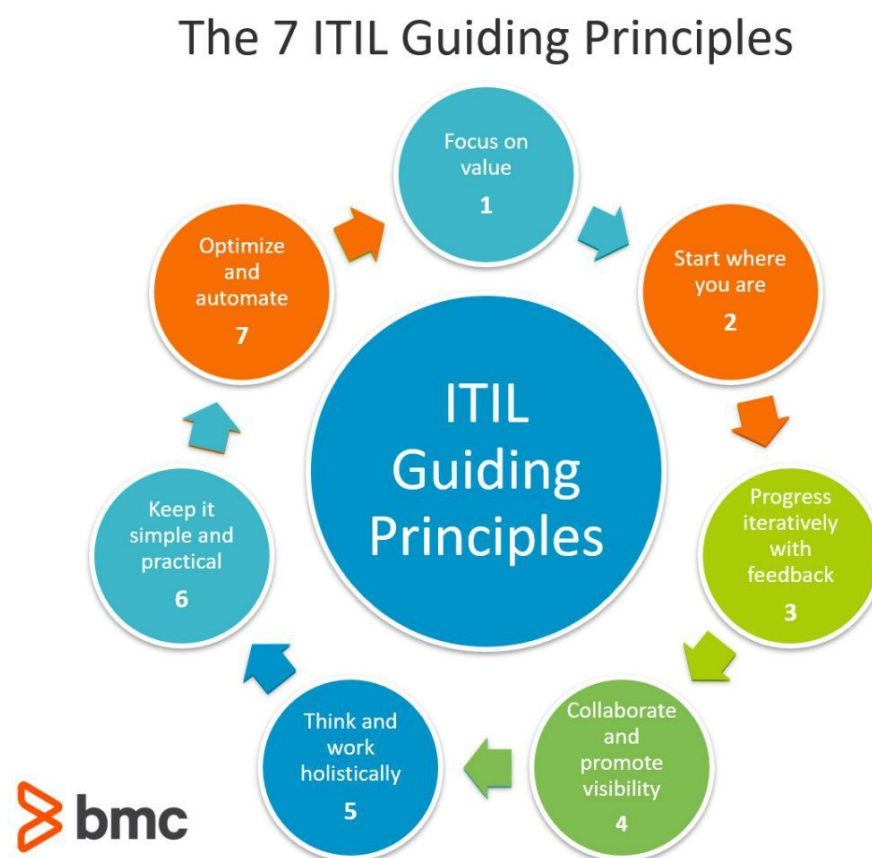 The 7 ITIL Guiding Principles
Focus on
value
1
Start where
you are
2
Progress
iteratively
with
feedback
3
Collaborate
and
promote
visibility
4
Think and
work
holistically
5
Keep it
simple and
practical
6
Optimize
and
automate
7
ITIL
Guiding
Principles
bmc